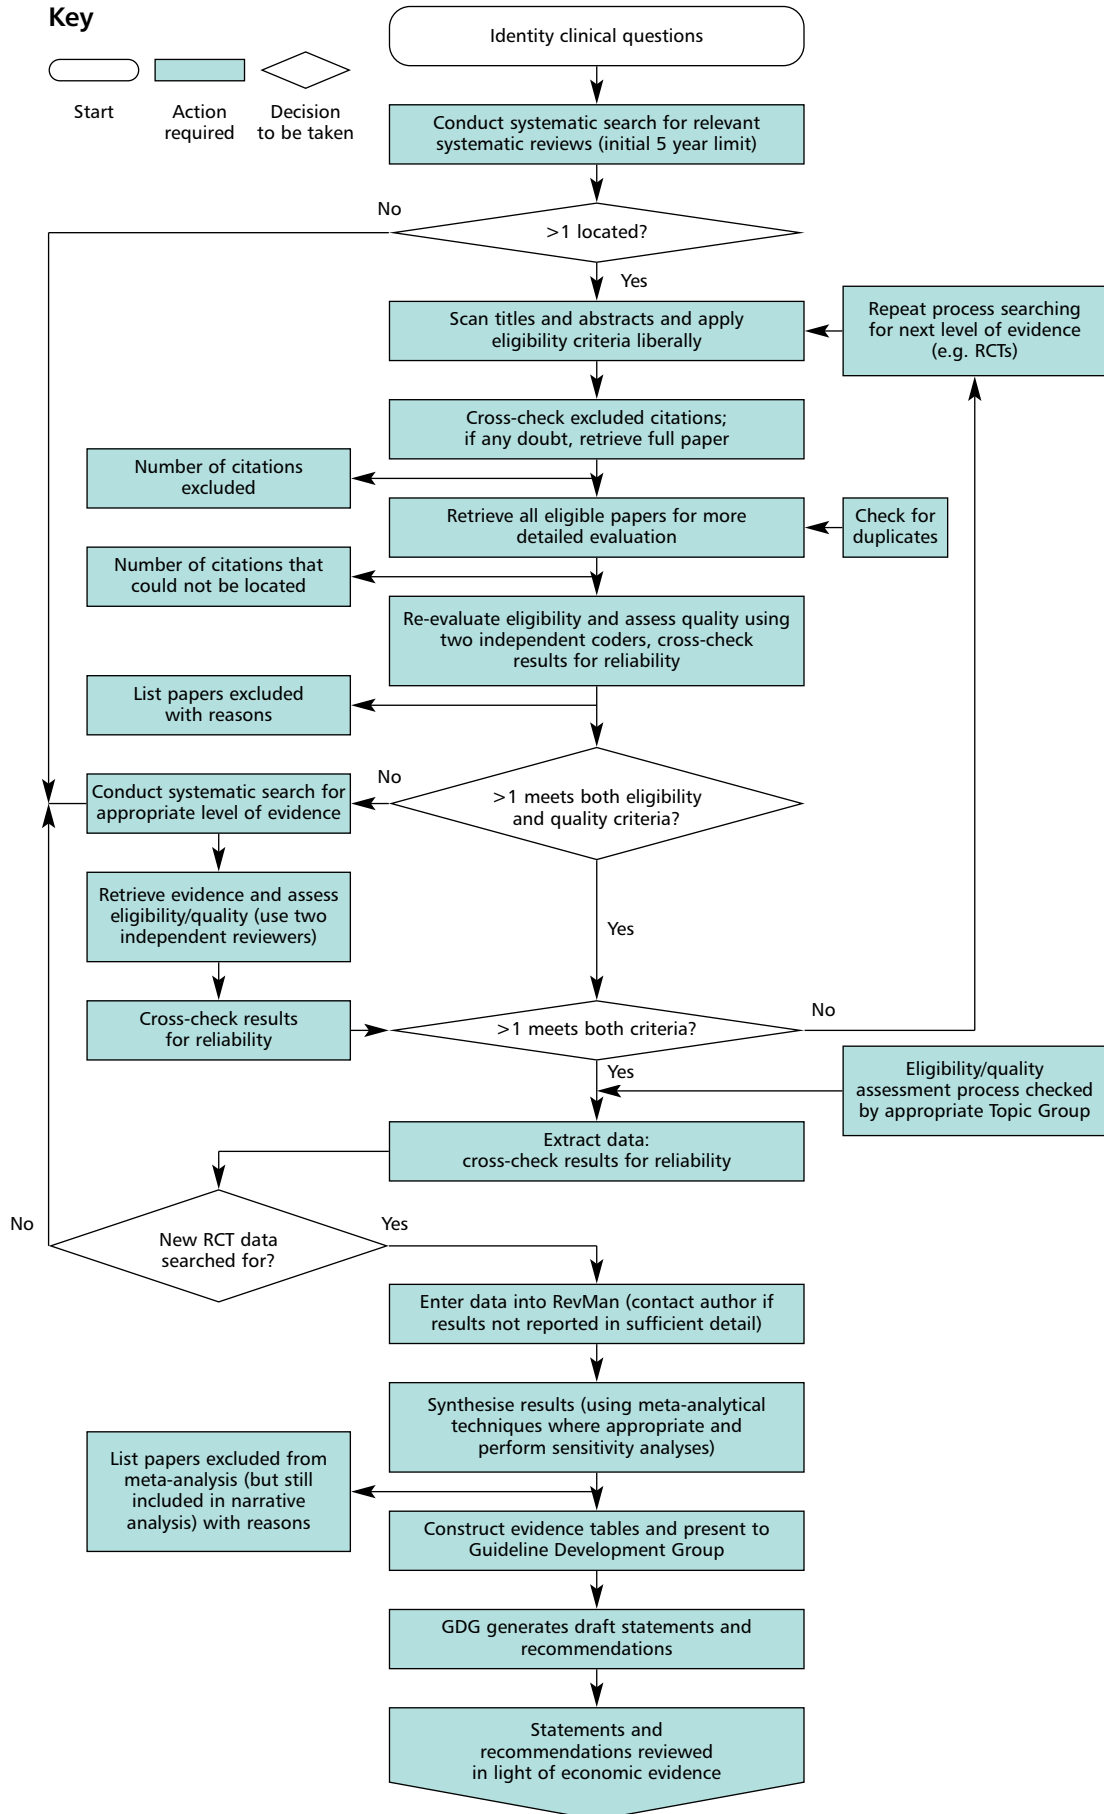 Key
Start
Action
required
Decision
to be taken
Identity clinical questions
Conduct systematic search for relevant
systematic reviews (initial 5 year limit)
No
>1 located?
Yes
Scan titles and abstracts and apply
eligibility criteria liberally
Repeat process searching
for next level of evidence
(e.g. RCTs)
Cross-check excluded citations;
if any doubt, retrieve full paper
Number of citations
excluded
Retrieve all eligible papers for more
detailed evaluation
Check for
duplicates
Number of citations that
could not be located
Re-evaluate eligibility and assess quality using
two independent coders, cross-check
results for reliability
List papers excluded
with reasons
>1 meets both eligibility
and quality criteria?
No
Conduct systematic search for
appropriate level of evidence
Retrieve evidence and assess
eligibility/quality (use two
independent reviewers)
Yes
Cross-check results
for reliability
>1 meets both criteria?
No
Yes
Eligibility/quality
assessment process checked
by appropriate Topic Group
Extract data:
cross-check results for reliability
No
New RCT data
searched for?
Yes
Enter data into RevMan (contact author if
results not reported in sufficient detail)
Synthesise results (using meta-analytical
techniques where appropriate and
perform sensitivity analyses)
List papers excluded from
meta-analysis (but still
included in narrative
analysis) with reasons
Construct evidence tables and present to
Guideline Development Group
GDG generates draft statements and
recommendations
Statements and
recommendations reviewed
in light of economic evidence